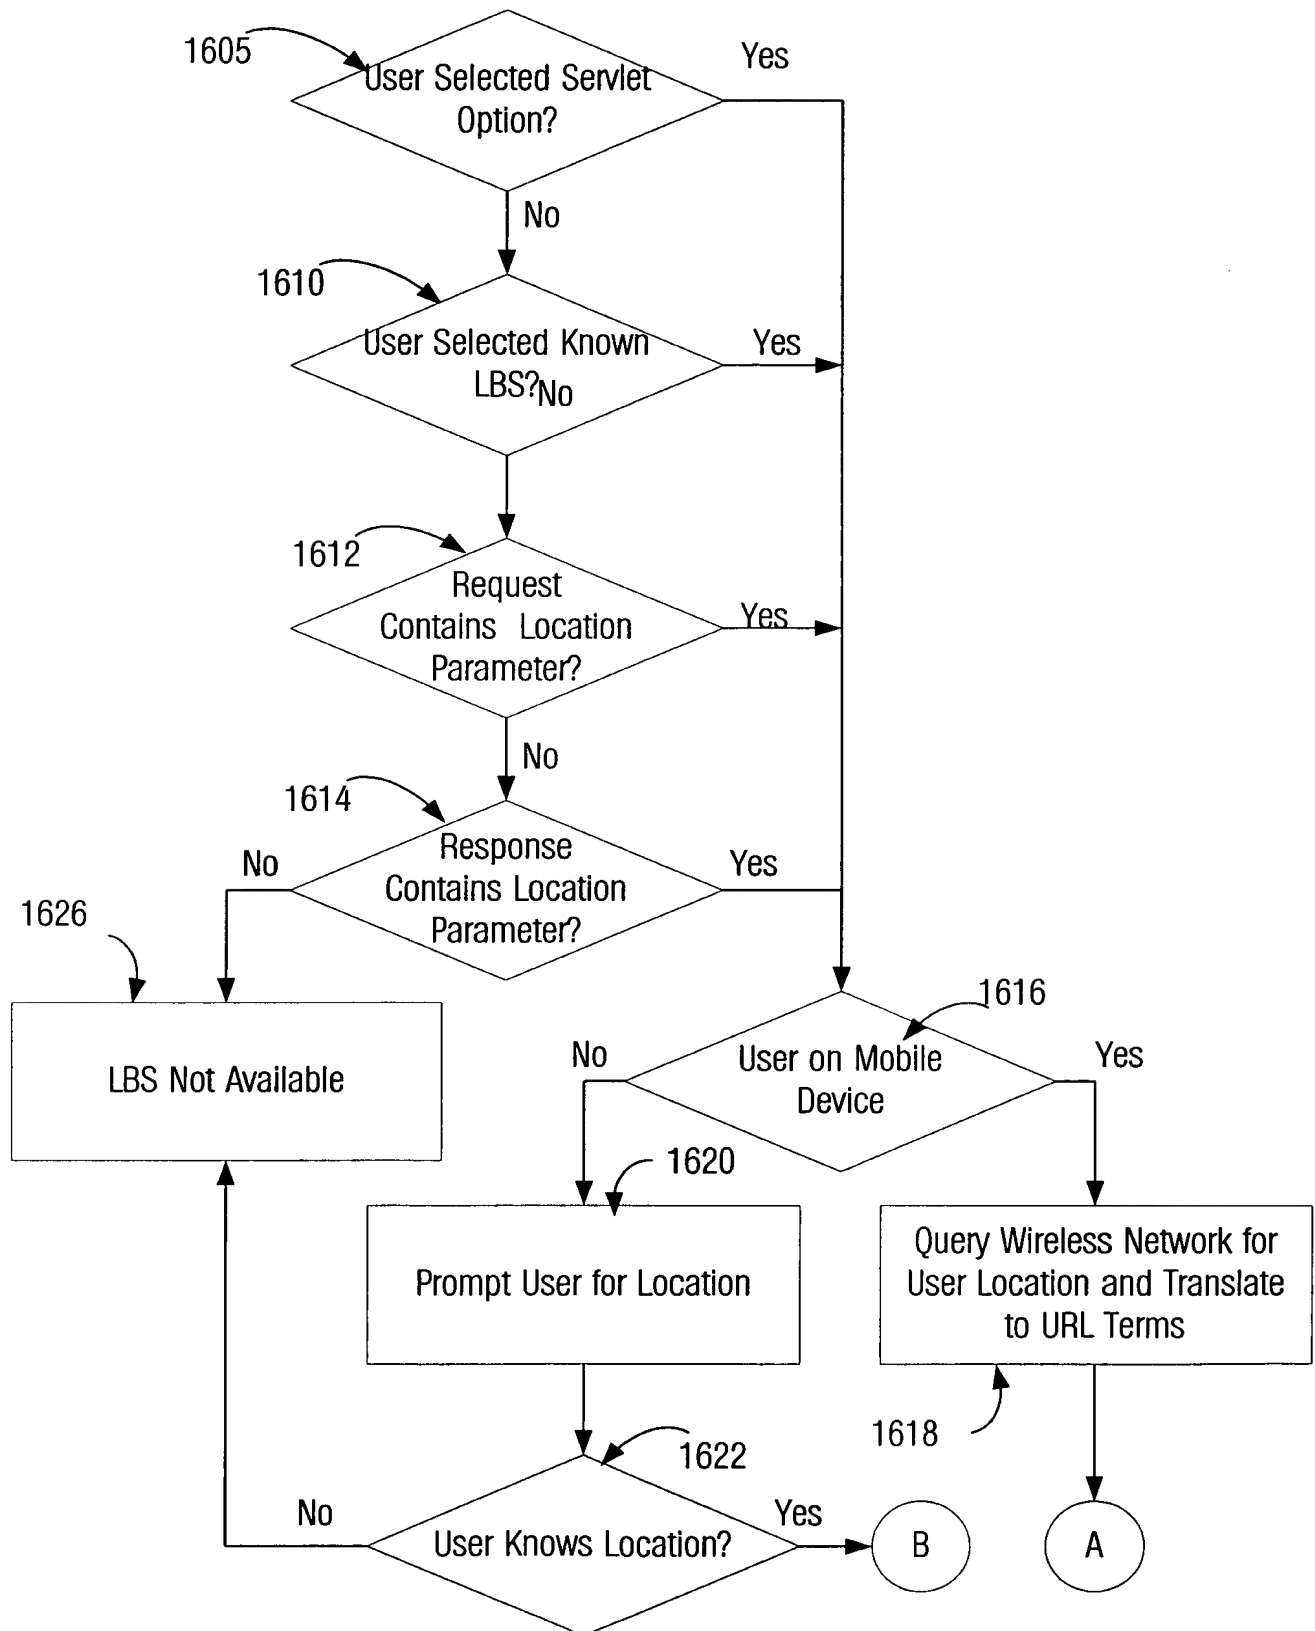 1605
Yes
User Selected Servlet
Option?
No
1610
User Selected Known
LBS?
Yes
No
1612
Request
Contains Location
Parameter?
Yes
No
1614
Response
Contains Location
Parameter?
No
Yes
1626
LBS Not Available
1616
User on Mobile
Device
No
Yes
1620
Prompt User for Location
Query Wireless Network for
User Location and Translate
to URL Terms
1618
1622
No
User Knows Location?
Yes
B
A